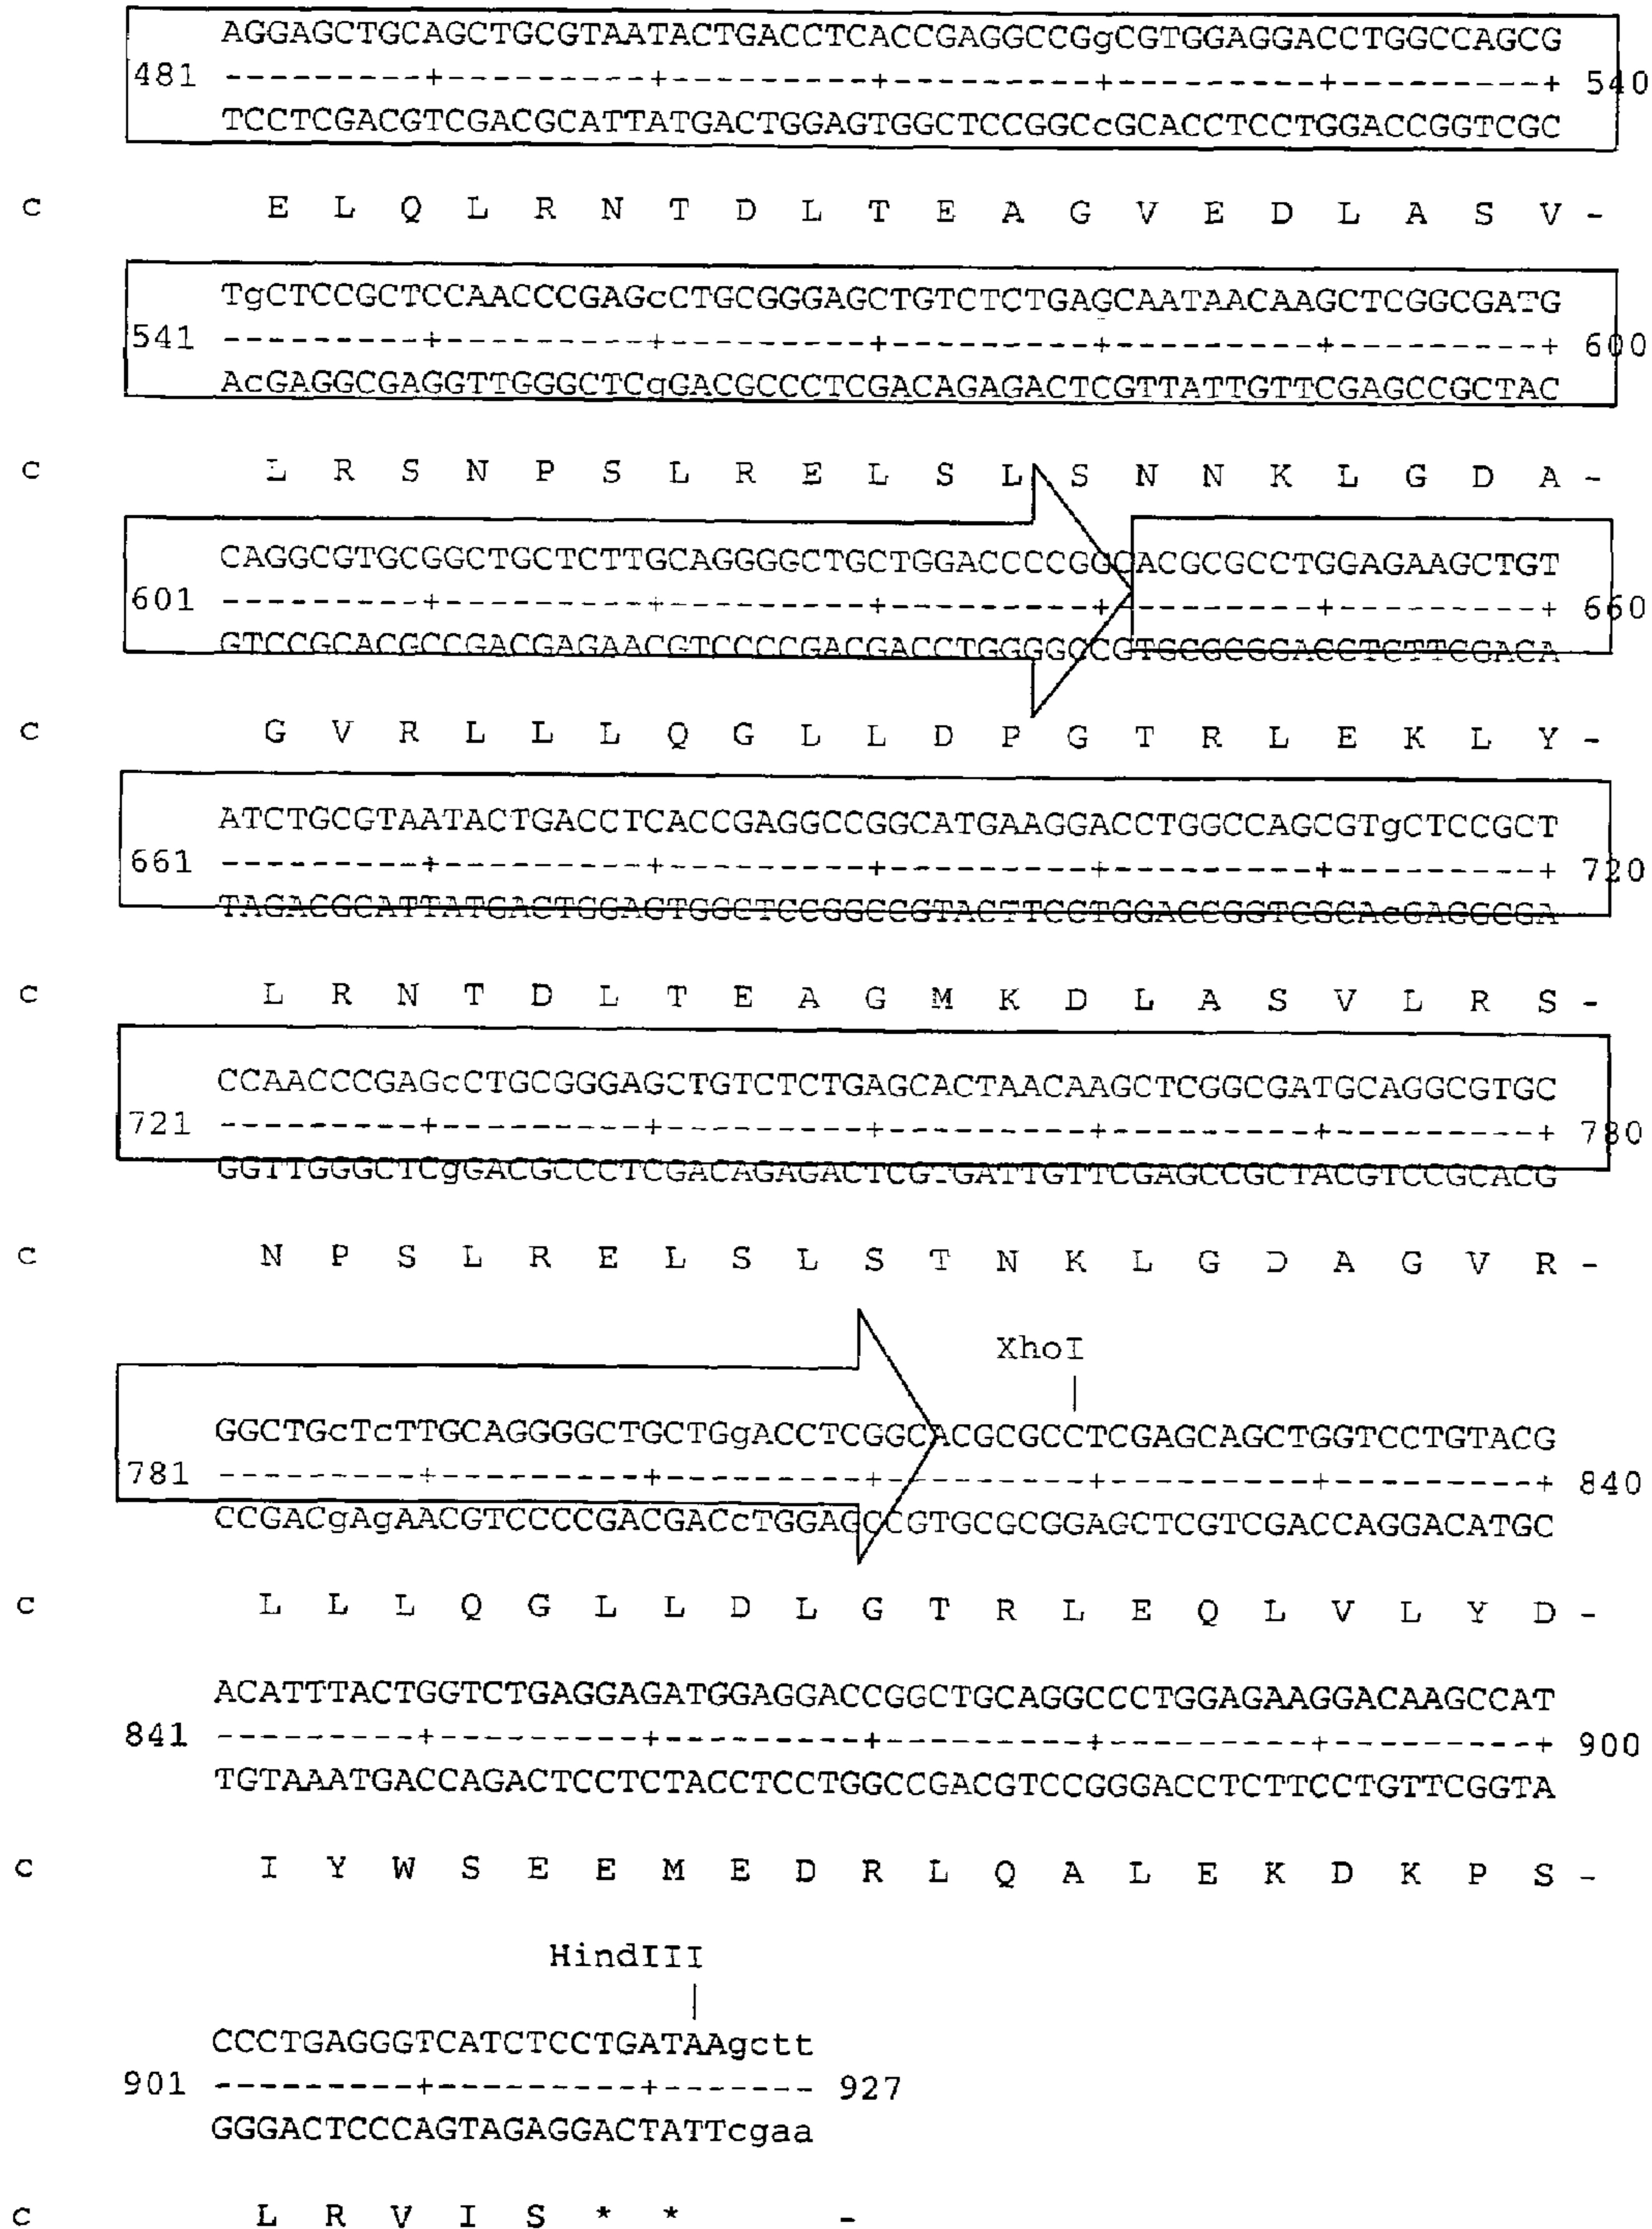 AGGAGCTGCAGCTGCGTAATACTGACCTCACCGAGGCCGgCGTGGAGGACCTGGCCAGCG
481 ---------+---------+---------+---------+---------+---------+ 540
TCCTCGACGTCGACGCATTATGACTGGAGTGGCTCCGGCcGCACCTCCTGGACCGGTCGC
c E L Q L R N T D L T E A G V E D L A S V -
TgCTCCGCTCCAACCCGAGcCTGCGGGAGCTGTCTCTGAGCAATAACAAGCTCGGCGATG
541 ---------+---------+---------+---------+---------+---------+ 600
AcGAGGCGAGGTTGGGCTCgGACGCCCTCGACAGAGACTCGTTATTGTTCGAGCCGCTAC
c L R S N P S L R E L S L S N N K L G D A -
CAGGCGTGCGGCTGCTCTTGCAGGGGCTGCTGGACCCCGGCACGCGCCTGGAGAAGCTGT
601 ---------+---------+---------+---------+---------+---------+ 660
GTCCGCACGCCGACGAGAACGTCCCCGACGACCTGGGGCCGTGCGCGGACCTCTTCGACA
c G V R L L L Q G L L D P G T R L E K L Y -
ATCTGCGTAATACTGACCTCACCGAGGCCGGCATGAAGGACCTGGCCAGCGTgCTCCGCT
661 ---------+---------+---------+---------+---------+---------+ 720
TAGACGCATTATGACTGGAGTGGCTCCGGCCGTACTTCCTGGACCGGTCGCAcGAGGCGA
c L R N T D L T E A G M K D L A S V L R S -
CCAACCCGAGcCTGCGGGAGCTGTCTCTGAGCACTAACAAGCTCGGCGATGCAGGCGTGC
721 ---------+---------+---------+---------+---------+---------+ 780
GGTTGGGCTCgGACGCCCTCGACAGAGACTCGTGATTGTTCGAGCCGCTACGTCCGCACG
c N P S L R E L S L S T N K L G D A G V R -
XhoI
GGCTGcTcTTGCAGGGGCTGCTGgACCTCGGCACGCGCCTCGAGCAGCTGGTCCTGTACG
781 ---------+---------+---------+---------+---------+---------+ 840
CCGACgAgAACGTCCCCGACGACcTGGAGCCGTGCGCGGAGCTCGTCGACCAGGACATGC
c L L L Q G L L D L G T R L E Q L V L Y D -
ACATTTACTGGTCTGAGGAGATGGAGGACCGGCTGCAGGCCCTGGAGAAGGACAAGCCAT
841 ---------+---------+---------+---------+---------+---------+ 900
TGTAAATGACCAGACTCCTCTACCTCCTGGCCGACGTCCGGGACCTCTTCCTGTTCGGTA
c I Y W S E E M E D R L Q A L E K D K P S -
HindIII
CCCTGAGGGTCATCTCCTGATAAgctt
901 ---------+---------+------- 927
GGGACTCCCAGTAGAGGACTATTcgaa
c L R V I S * * -